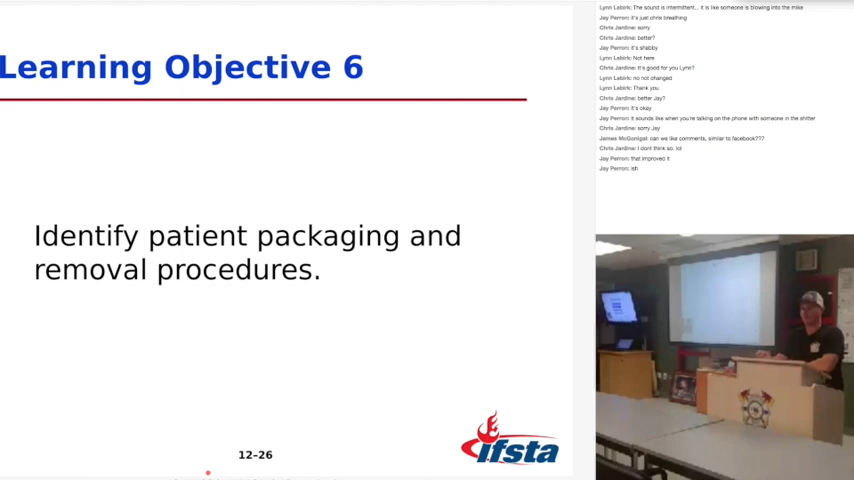 Learning Objective 6
Identify patient packaging and
removal procedures.
12–26
ifsta
Lynn Labirk: The sound is intermittent... it is like someone is blowing into the mike
Jay Perron: it's just chris breathing
Chris Jardine: sorry
Chris Jardine: better?
Jay Perron: it's shabby
Lynn Labirk: Not here
Chris Jardine: It's good for you Lynn?
Lynn Labirk: no not changed
Lynn Labirk: Thank you
Chris Jardine: better Jay?
Jay Perron: it's okay
Jay Perron: it sounds like when you're talking on the phone with someone in the shitter
Chris Jardine: sorry Jay
James McGonigal: can we like comments, similar to facebook???
Chris Jardine: I dont think so. lol
Jay Perron: that improved it
Jay Perron: ish